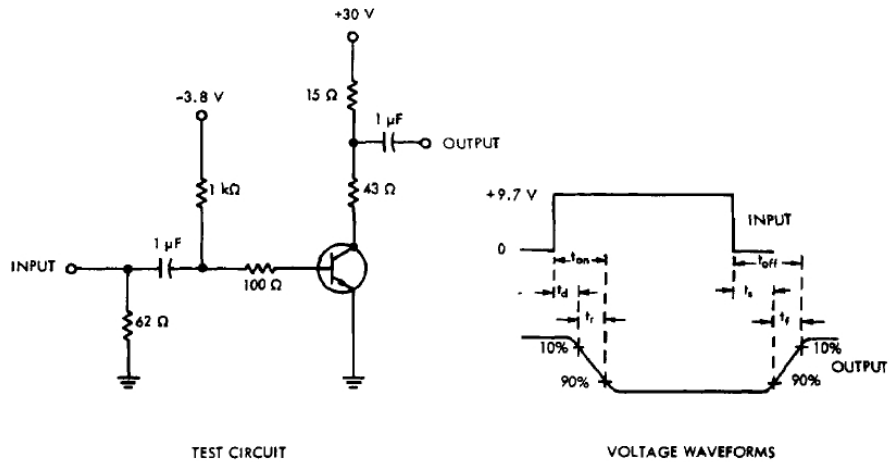 +30 V
15 Ω
-3.8 V
1 μF
OUTPUT
1 kΩ
43 Ω
1 μF
INPUT
100 Ω
62 Ω
TEST CIRCUIT
+9.7 V
INPUT
0
ton
toff
td
ts
tr
tf
10%
10%
90%
90%
OUTPUT
VOLTAGE WAVEFORMS